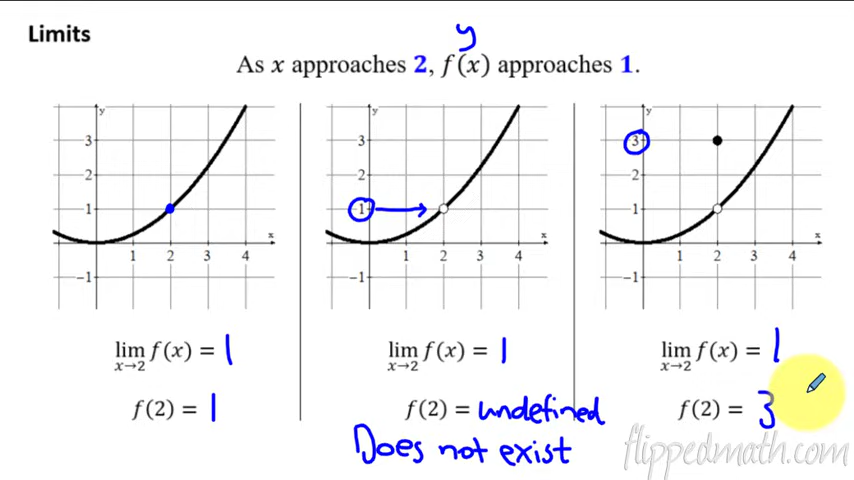 Limits
y
As x approaches 2, f(x) approaches 1.
y
3
2
1
-1
1 2 3 4
x
y
3
2
1
-1
1 2 3 4
x
y
3
2
1
-1
1 2 3 4
x
lim f(x) = 1
x→2
f(2) = 1
lim f(x) = 1
x→2
f(2) = undefined
Does not exist
lim f(x) = 1
x→2
f(2) = 3
flippedmath.com